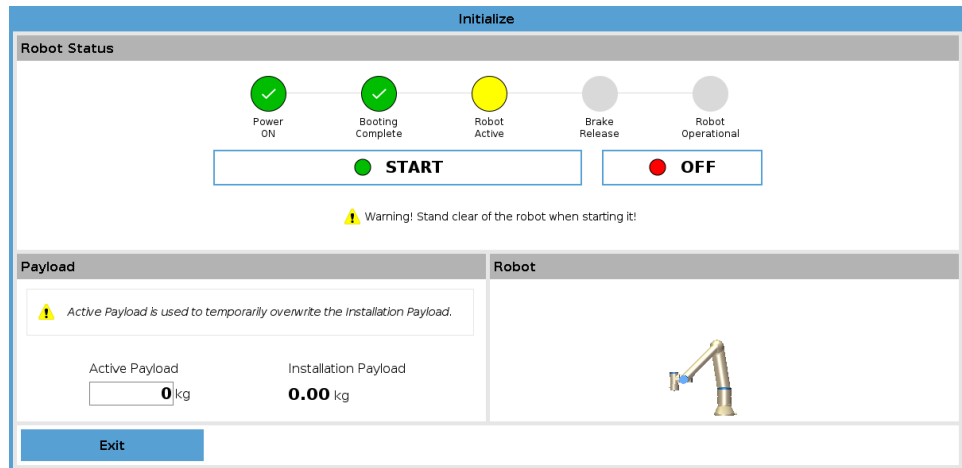 Initialize
Robot Status
Power
ON
Booting
Complete
Robot
Active
Brake
Release
Robot
Operational
START
OFF
Warning! Stand clear of the robot when starting it!
Payload
Robot
Active Payload is used to temporarily overwrite the Installation Payload.
Active Payload
Installation Payload
0 kg
0.00 kg
Exit